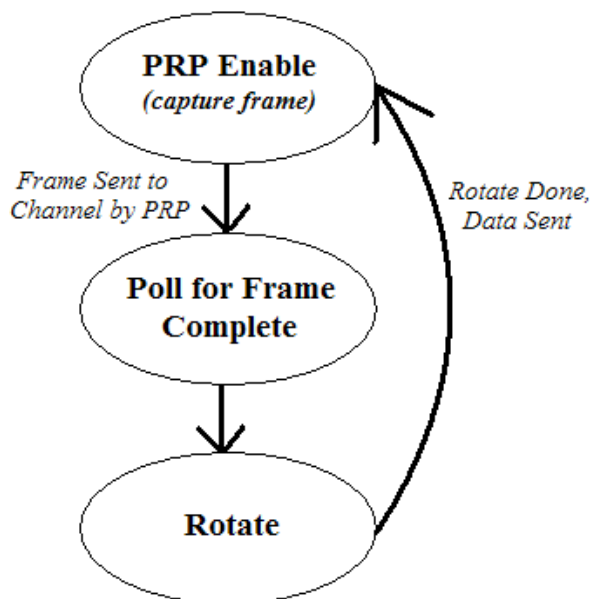 PRP Enable
(capture frame)
Frame Sent to
Channel by PRP
Rotate Done,
Data Sent
Poll for Frame
Complete
Rotate